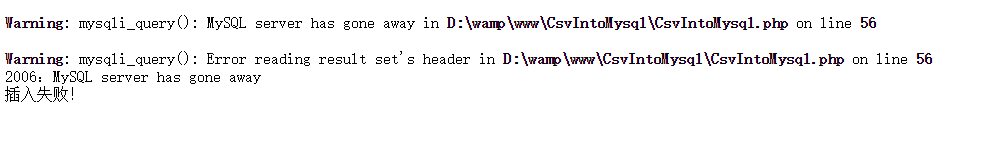 Warning: mysqli_query(): MySQL server has gone away in D:\wamp\www\CsvIntoMysql\CsvIntoMysql.php on line 56
Warning: mysqli_query(): Error reading result set's header in D:\wamp\www\CsvIntoMysql\CsvIntoMysql.php on line 56
2006：MySQL server has gone away
插入失败!